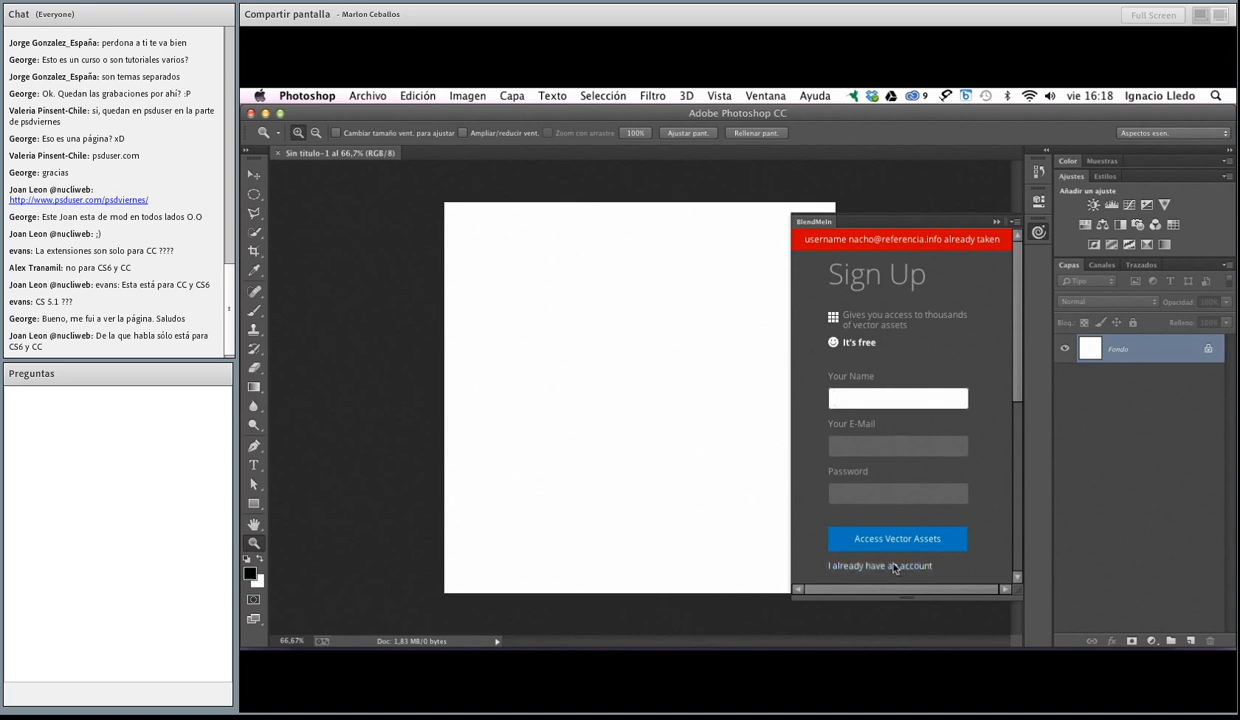 Chat (Everyone)
Jorge Gonzalez_España: perdona a ti te va bien
George: Esto es un curso o son tutoriales varios?
Jorge Gonzalez_España: son temas separados
George: Ok. Quedan las grabaciones por ahí? :P
Valeria Pinsent-Chile: si, quedan en psduser en la parte
de psdviernes
George: Eso es una página? xD
Valeria Pinsent-Chile: psduser.com
George: gracias
Joan Leon @nucliweb:
http://www.psduser.com/psdviernes/
George: Este Joan esta de mod en todos lados O.O
Joan Leon @nucliweb: ;)
evans: La extensiones son solo para CC ????
Alex Tranamil: no para CS6 y CC
Joan Leon @nucliweb: evans: Esta está para CC y CS6
evans: CS 5.1 ???
George: Bueno, me fui a ver la página. Saludos
Joan Leon @nucliweb: De la que habla sólo está para
CS6 y CC
Preguntas
Compartir pantalla - Marlon Ceballos
Full Screen
Photoshop Archivo Edición Imagen Capa Texto Selección Filtro 3D Vista Ventana Ayuda 9 vie 16:18 Ignacio Lledo
Adobe Photoshop CC
Cambiar tamaño vent. para ajustar Ampliar/reducir vent. Zoom con arrastre 100% Ajustar pant. Rellenar pant. Aspectos esen.
× Sin título-1 al 66,7% (RGB/8)
BlendMeIn
username nacho@referencia.info already taken
Sign Up
Gives you access to thousands
of vector assets
It's free
Your Name
Your E-Mail
Password
Access Vector Assets
I already have an account
Color Muestras
Ajustes Estilos
Añadir un ajuste
Capas Canales Trazados
Tipo
Normal Opacidad: 100%
Bloq.: Relleno: 100%
Fondo
66,67% Doc: 1,83 MB/0 bytes